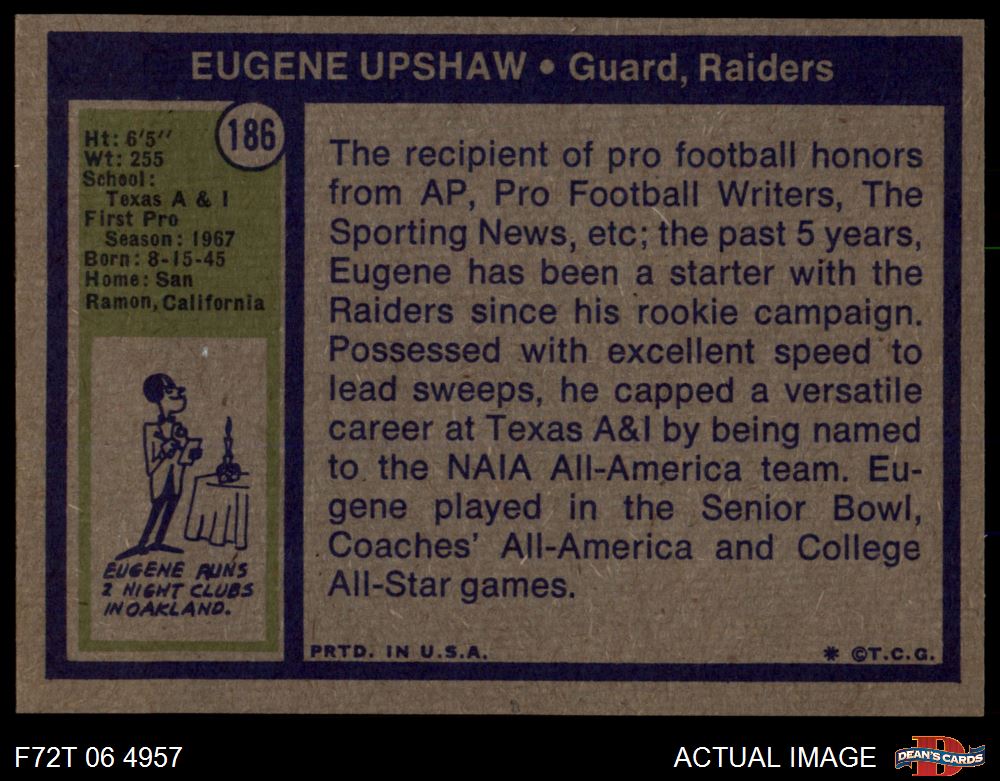 EUGENE UPSHAW • Guard, Raiders
186
Ht: 6'5"
Wt: 255
School:
Texas A & I
First Pro
Season: 1967
Born: 8-15-45
Home: San
Ramon, California
EUGENE RUNS
2 NIGHT CLUBS
IN OAKLAND.
The recipient of pro football honors
from AP, Pro Football Writers, The
Sporting News, etc; the past 5 years,
Eugene has been a starter with the
Raiders since his rookie campaign.
Possessed with excellent speed to
lead sweeps, he capped a versatile
career at Texas A&I by being named
to the NAIA All-America team. Eu-
gene played in the Senior Bowl,
Coaches' All-America and College
All-Star games.
PRTD. IN U.S.A.
* ©T.C.G.
F72T 06 4957
ACTUAL IMAGE
D
DEAN'S CARDS